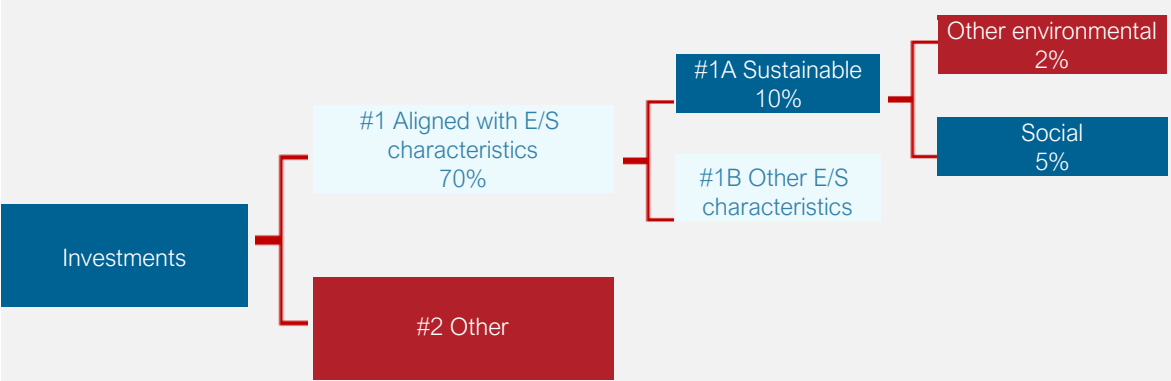 Investments
#1 Aligned with E/S
characteristics
70%
#2 Other
#1A Sustainable
10%
#1B Other E/S
characteristics
Other environmental
2%
Social
5%